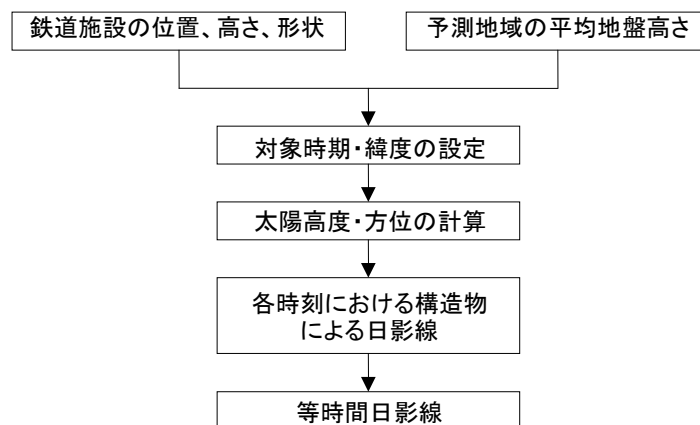 鉄道施設の位置、高さ、形状
予測地域の平均地盤高さ
対象時期・緯度の設定
太陽高度・方位の計算
各時刻における構造物
による日影線
等時間日影線